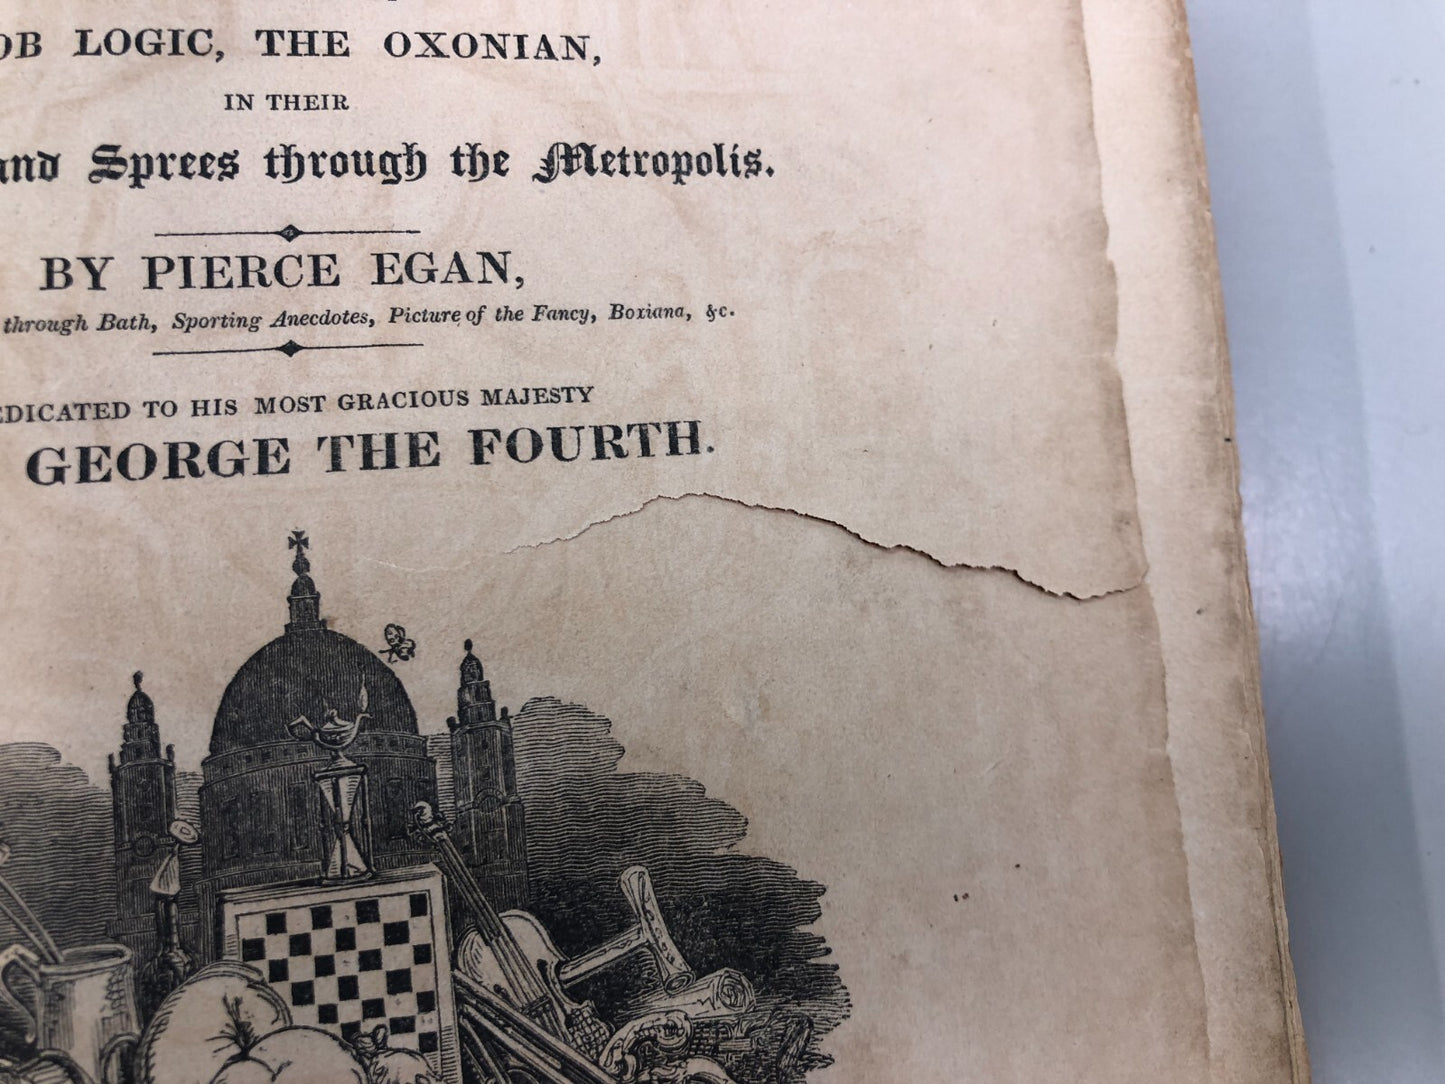 OB LOGIC, THE OXONIAN,
IN THEIR
and Sprees through the Metropolis.
BY PIERCE EGAN,
through Bath, Sporting Anecdotes, Picture of the Fancy, Boxiana, &c.
EDICATED TO HIS MOST GRACIOUS MAJESTY
GEORGE THE FOURTH.